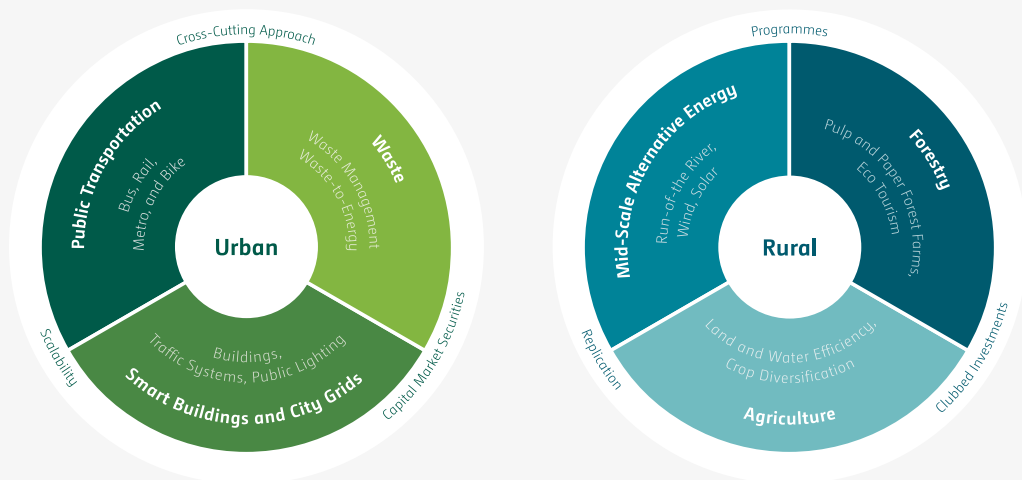 Cross-Cutting Approach
Public Transportation
Bus, Rail,
Metro, and Bike
Waste
Waste Management
Waste-to-Energy
Urban
Buildings,
Traffic Systems, Public Lighting
Smart Buildings and City Grids
Scalability
Capital Market Securities
Programmes
Mid-Scale Alternative Energy
Run-of-the River,
Wind, Solar
Forestry
Pulp and Paper Forest Farms,
Eco Tourism
Rural
Land and Water Efficiency,
Crop Diversification
Agriculture
Replication
Clubbed Investments